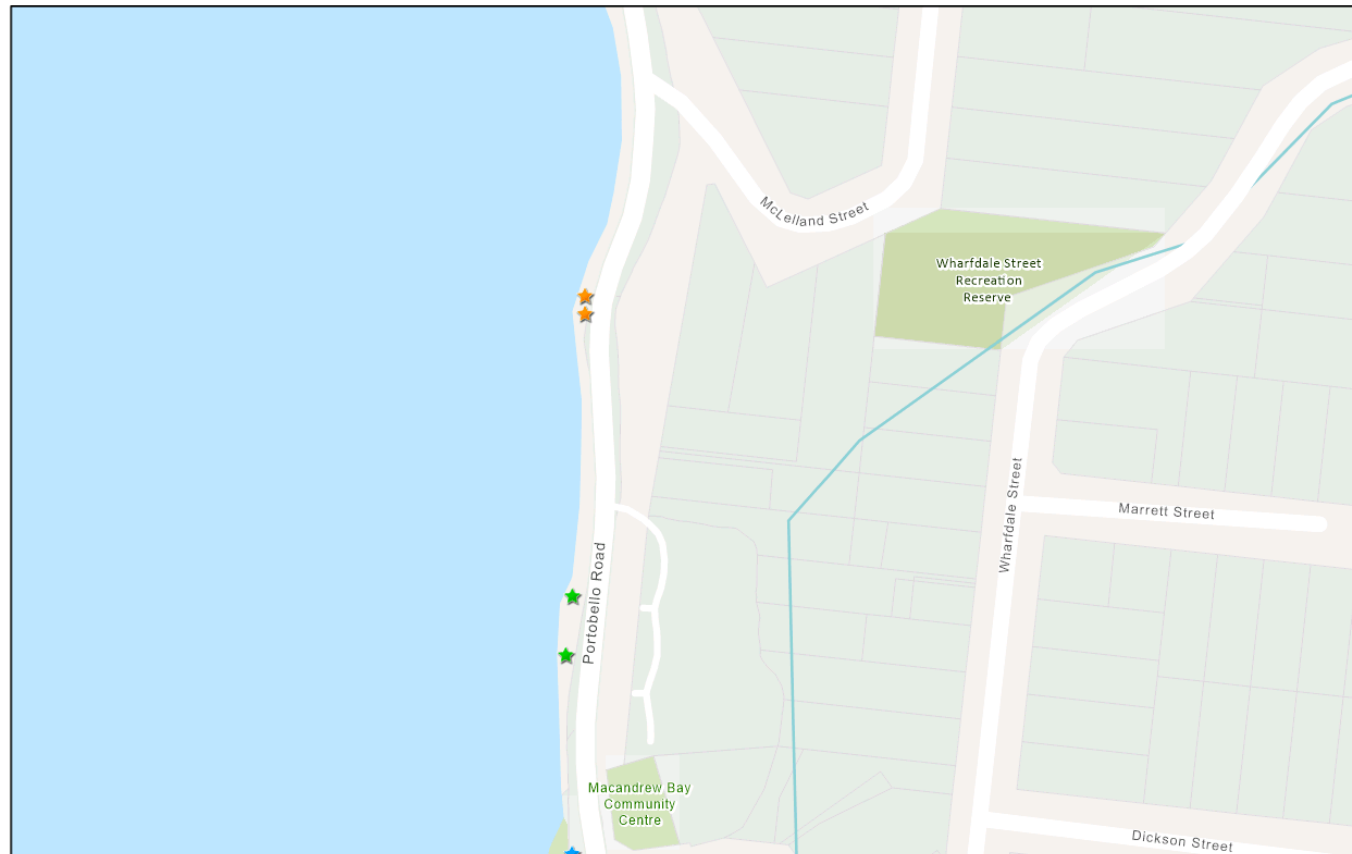 McLelland Street
Wharfdale Street
Recreation
Reserve
Wharfdale Street
Marrett Street
Portobello Road
Macandrew Bay
Community
Centre
Dickson Street